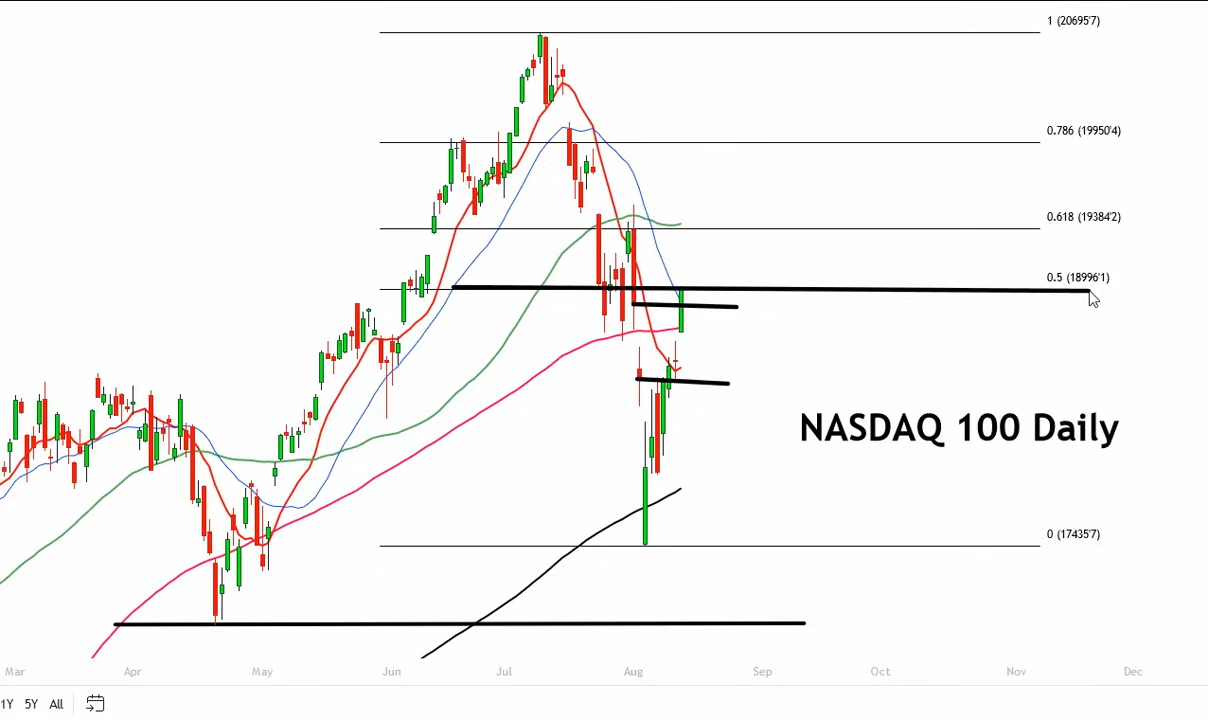 1 (20695'7)
0.786 (19950'4)
0.618 (19384'2)
0.5 (18996'1)
NASDAQ 100 Daily
0 (17435'7)
Mar Apr May Jun Jul Aug Sep Oct Nov Dec
1Y 5Y All